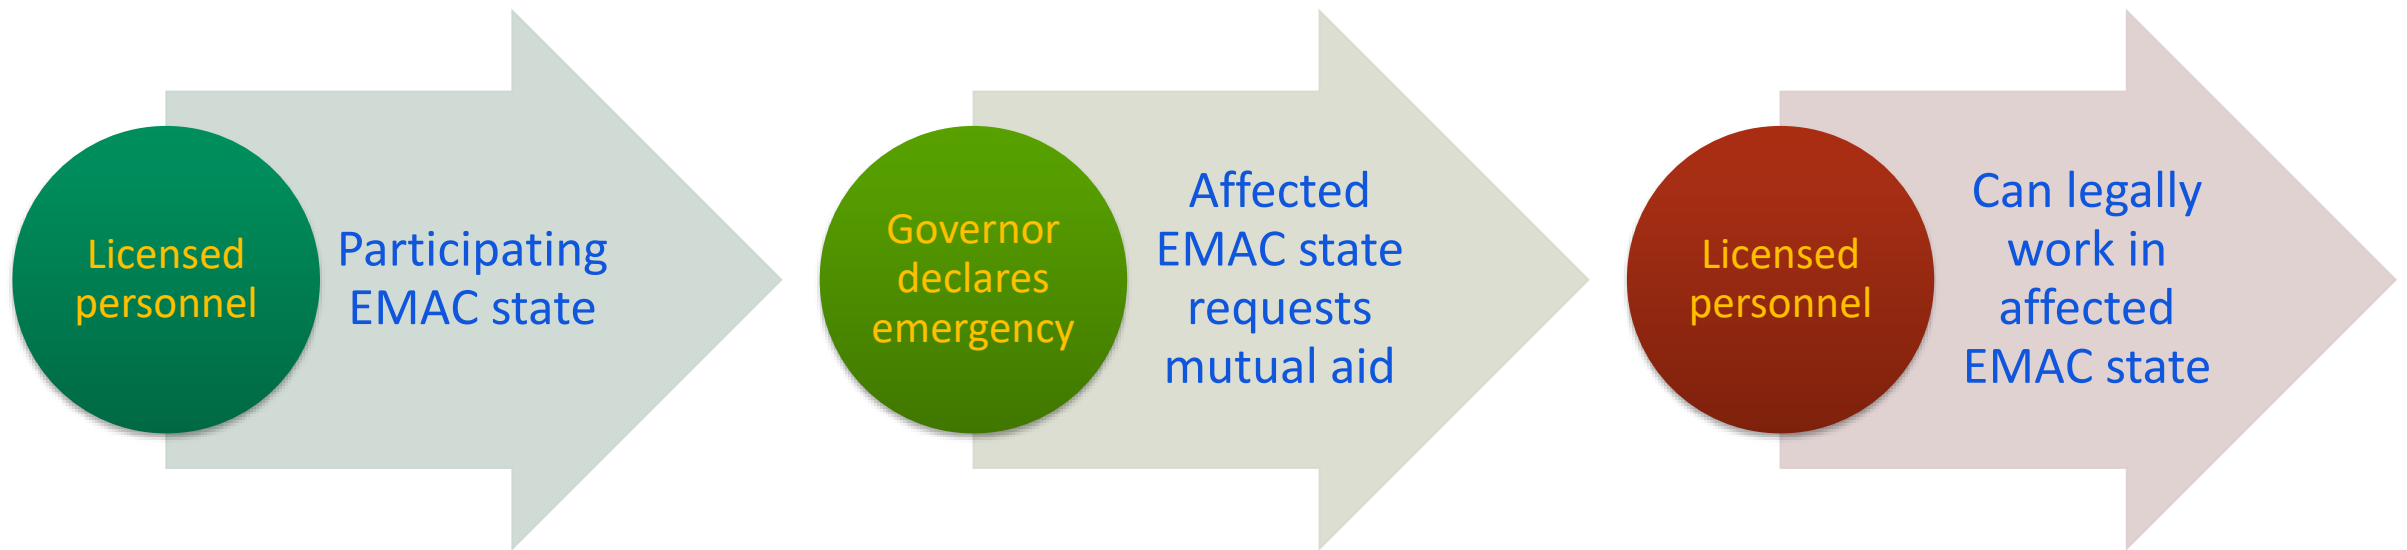 Licensed
personnel
Participating
EMAC state
Governor
declares
emergency
Affected
EMAC state
requests
mutual aid
Licensed
personnel
Can legally
work in
affected
EMAC state